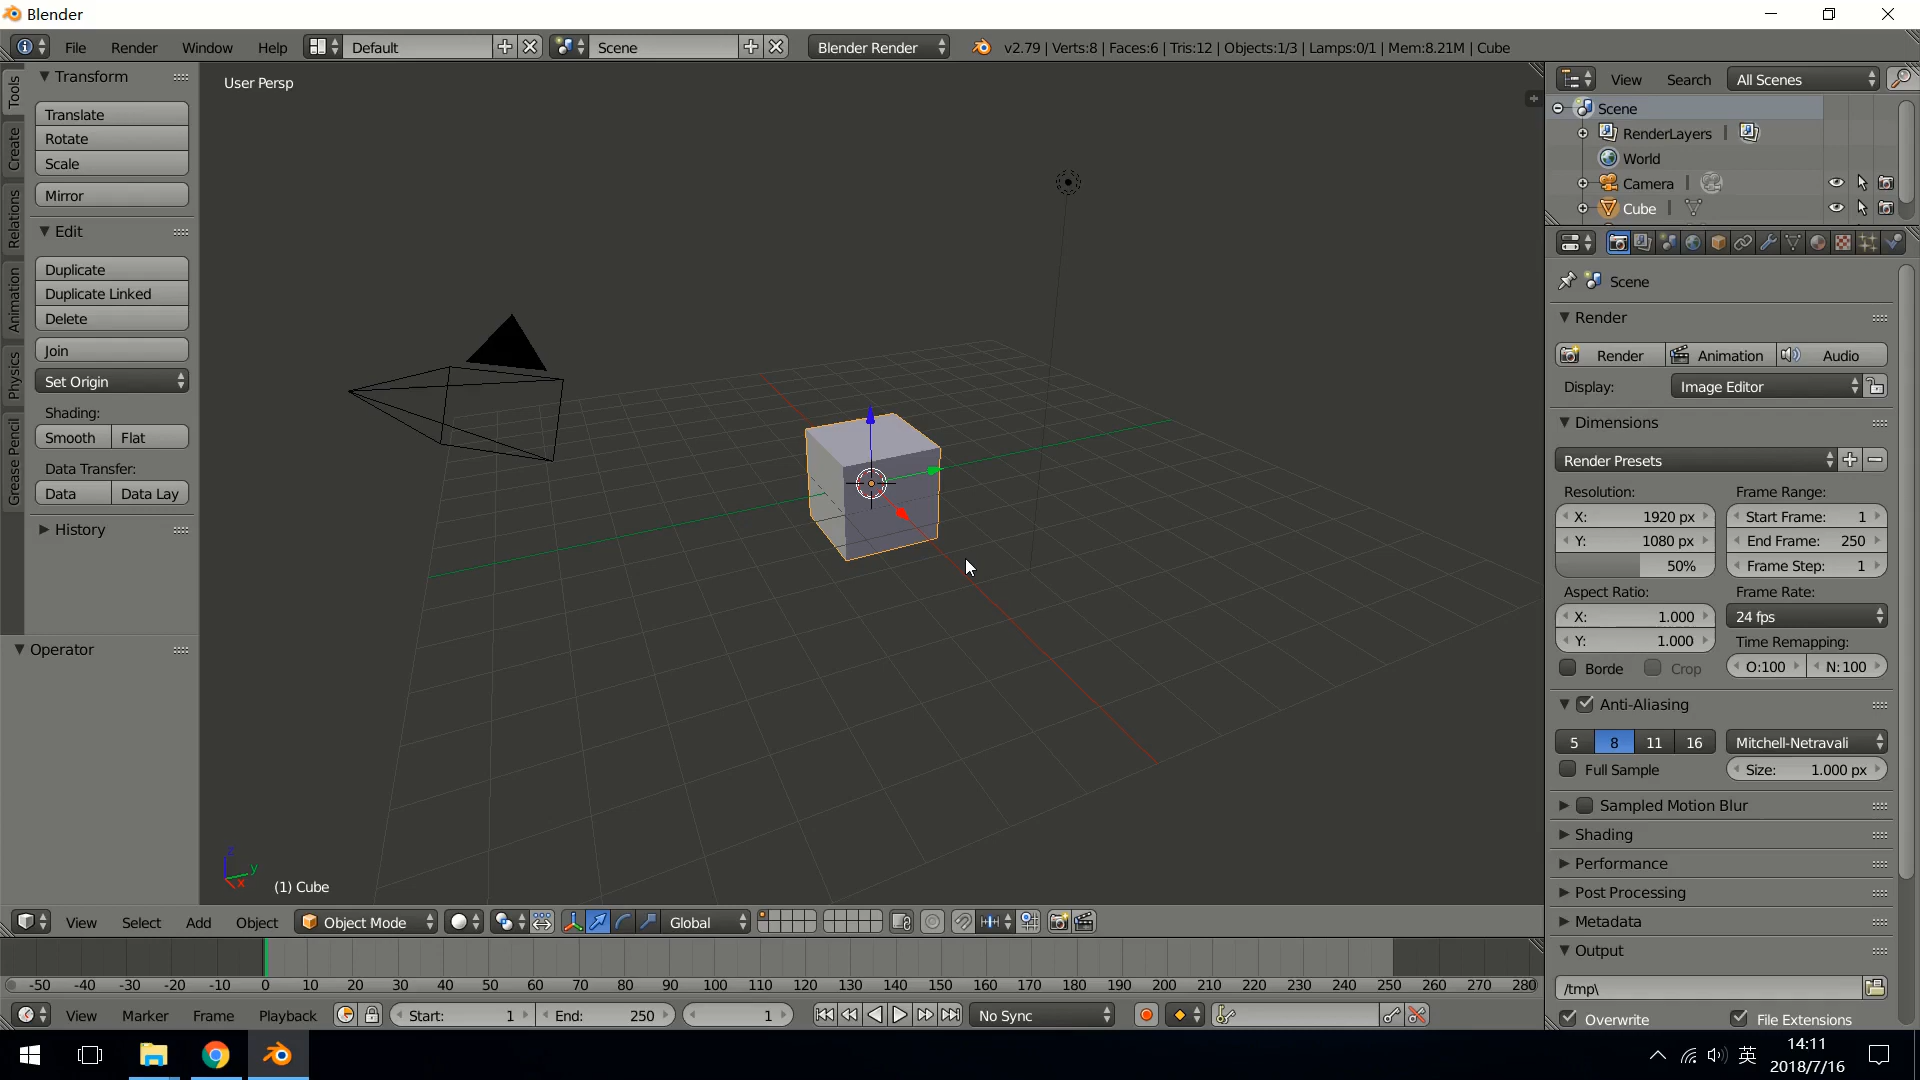 Blender
File Render Window Help Default Scene Blender Render v2.79 | Verts:8 | Faces:6 | Tris:12 | Objects:1/3 | Lamps:0/1 | Mem:8.21M | Cube
Tools
Create
Relations
Animation
Physics
Grease Pencil
Transform
Translate
Rotate
Scale
Mirror
Edit
Duplicate
Duplicate Linked
Delete
Join
Set Origin
Shading:
Smooth Flat
Data Transfer:
Data Data Lay
History
Operator
User Persp
z
y
x
(1) Cube
View Search All Scenes
Scene
RenderLayers
World
Camera
Cube
Scene
Render
Render Animation Audio
Display: Image Editor
Dimensions
Render Presets
Resolution: Frame Range:
X: 1920 px Start Frame: 1
Y: 1080 px End Frame: 250
50% Frame Step: 1
Aspect Ratio: Frame Rate:
X: 1.000 24 fps
Y: 1.000 Time Remapping:
Borde Crop O:100 N:100
Anti-Aliasing
5 8 11 16 Mitchell-Netravali
Full Sample Size: 1.000 px
Sampled Motion Blur
Shading
Performance
Post Processing
Metadata
Output
/tmp\
Overwrite File Extensions
View Select Add Object Object Mode Global
-50 -40 -30 -20 -10 0 10 20 30 40 50 60 70 80 90 100 110 120 130 140 150 160 170 180 190 200 210 220 230 240 250 260 270 280
View Marker Frame Playback Start: 1 End: 250 1 No Sync
英
14:11
2018/7/16